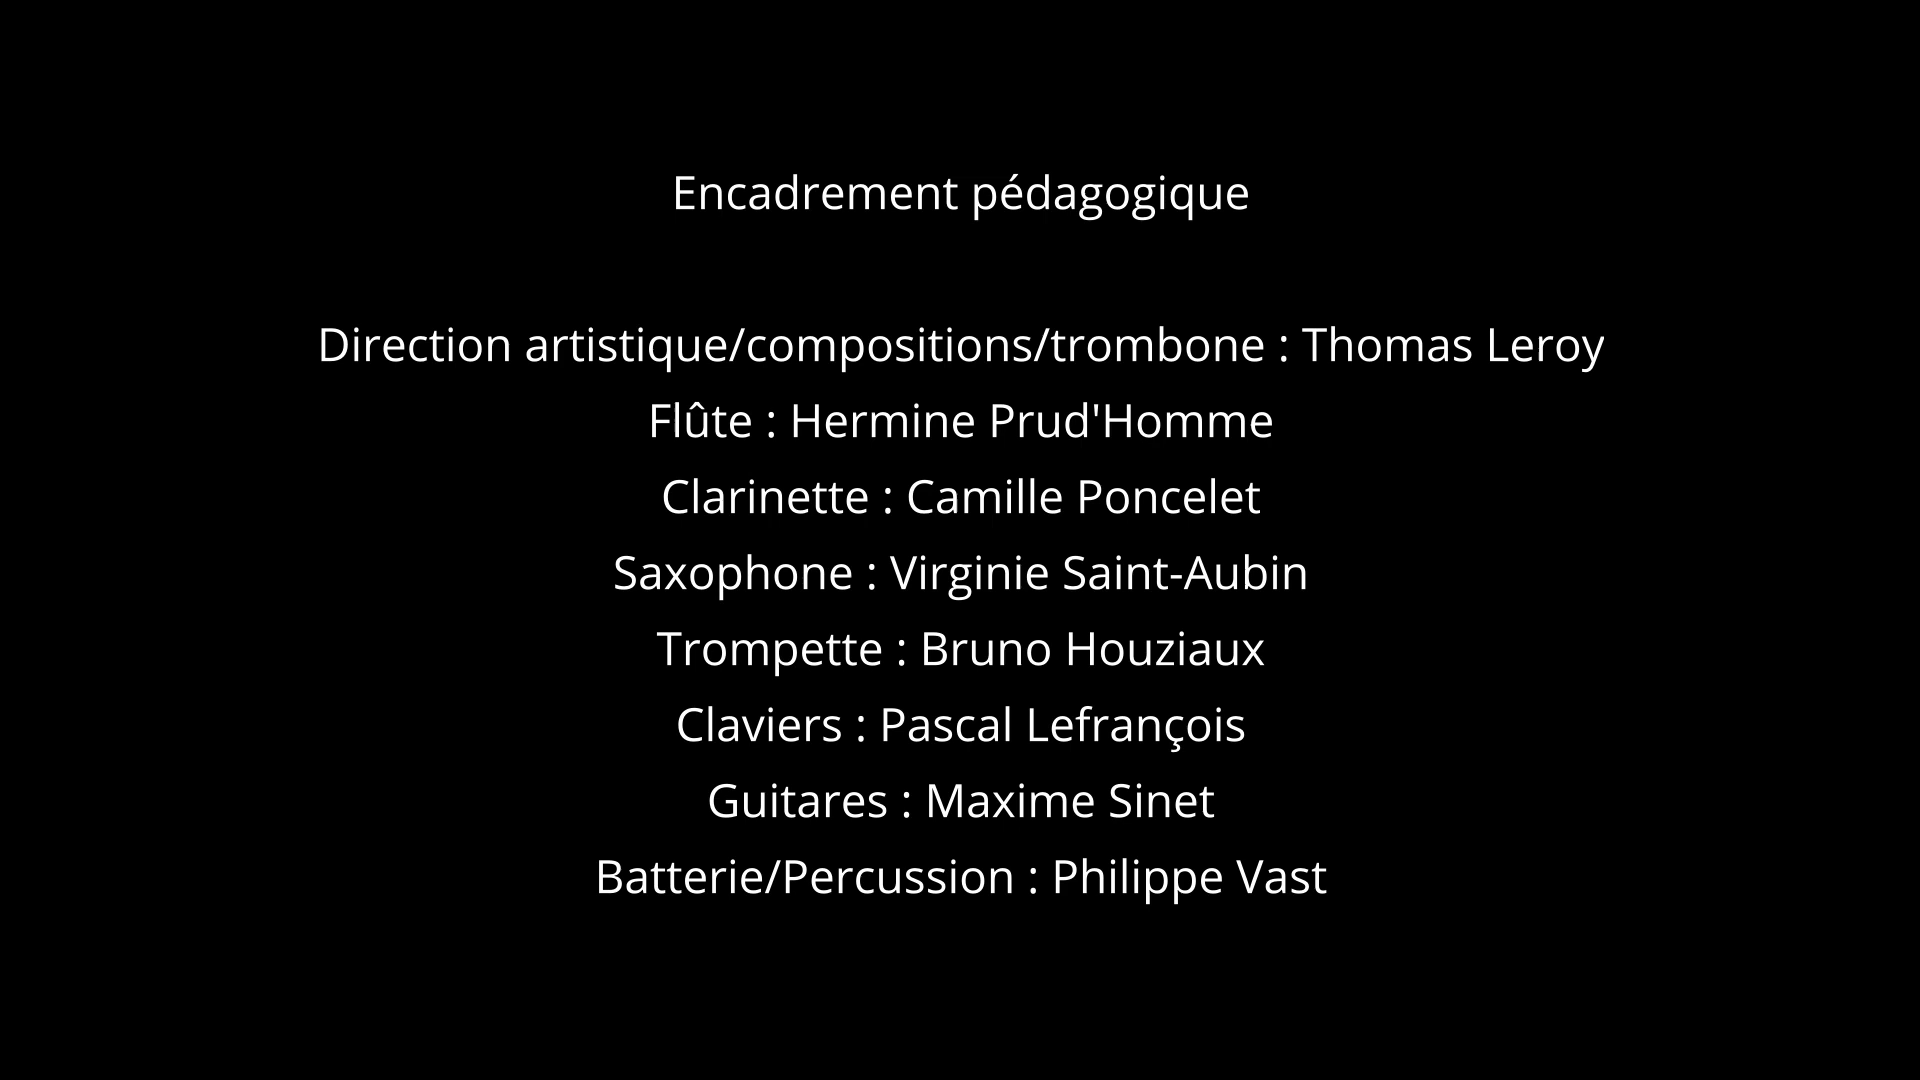 Encadrement pédagogique
Direction artistique/compositions/trombone : Thomas Leroy
Flûte : Hermine Prud'Homme
Clarinette : Camille Poncelet
Saxophone : Virginie Saint-Aubin
Trompette : Bruno Houziaux
Claviers : Pascal Lefrançois
Guitares : Maxime Sinet
Batterie/Percussion : Philippe Vast